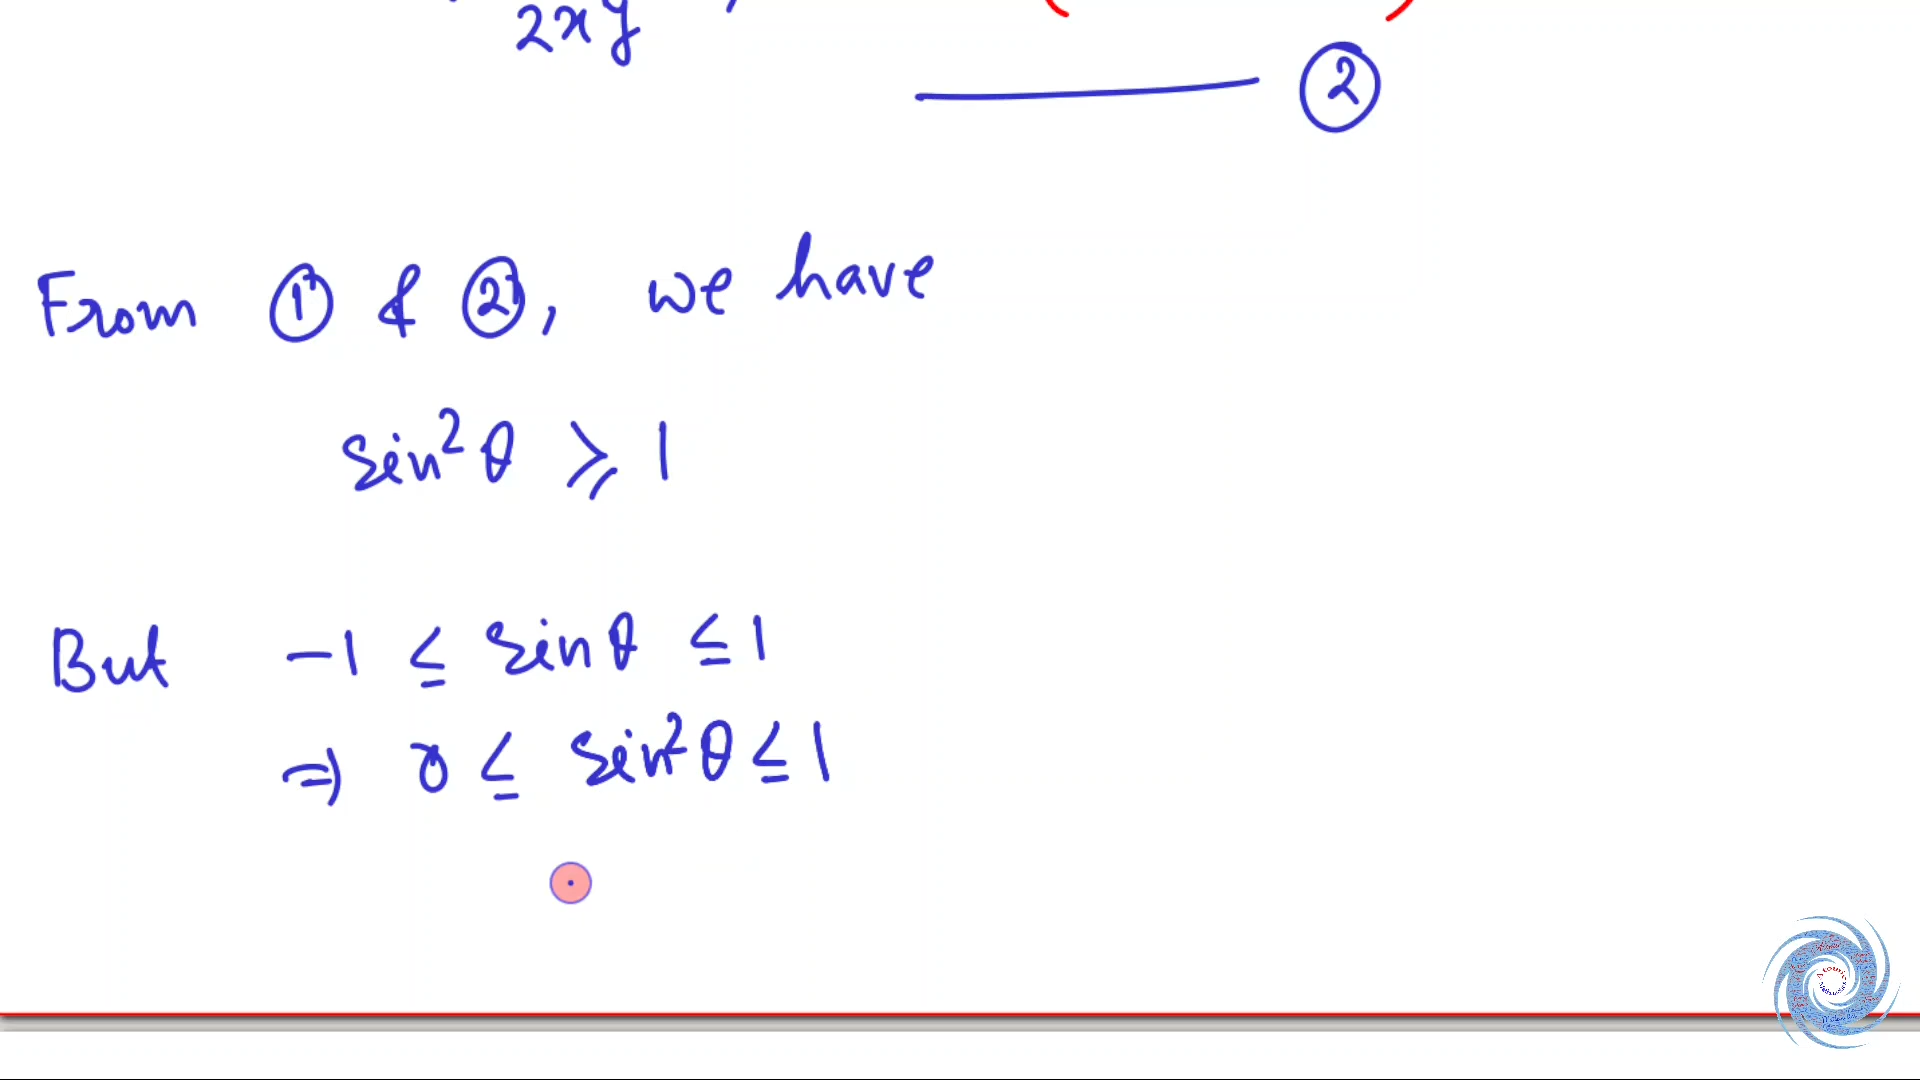 2xy
②
From ① & ②, we have
sin²θ ⩾ 1
But -1 ≤ sinθ ≤ 1
⇒ 0 ≤ sin²θ ≤ 1